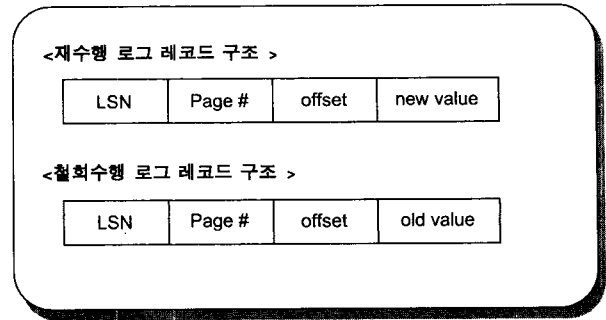 <재수행 로그 레코드 구조 >
LSN Page # offset new value
<철회수행 로그 레코드 구조 >
LSN Page # offset old value